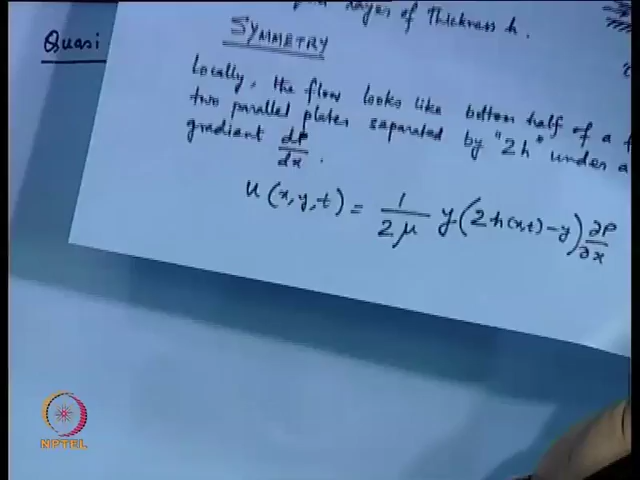 layer of Thickness h.
SYMMETRY
Quasi
Locally, the flow looks like bottom half of a
two parallel plates separated by "2h" under a
gradient dP/dx.
u(x,y,t) = 1/2μ y(2h(x,t)-y) ∂P/∂x
NPTEL